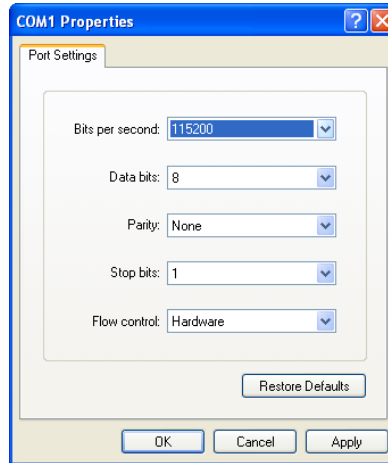 COM1 Properties
Port Settings
Bits per second: 115200
Data bits: 8
Parity: None
Stop bits: 1
Flow control: Hardware
Restore Defaults
OK Cancel Apply